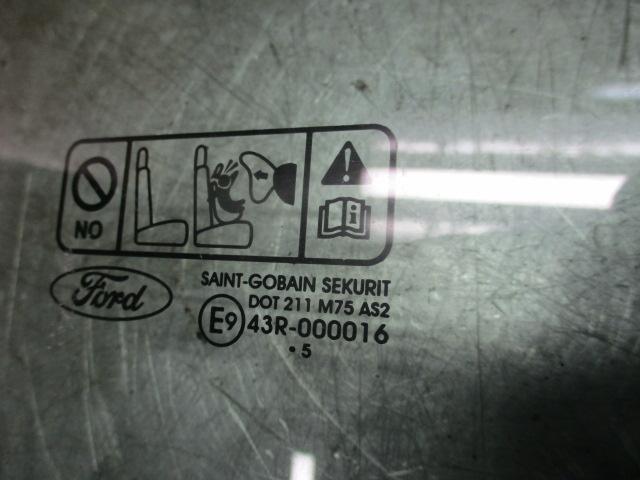 NO
i
Ford
SAINT-GOBAIN SEKURIT
DOT 211 M75 AS2
E9 43R-000016
• 5